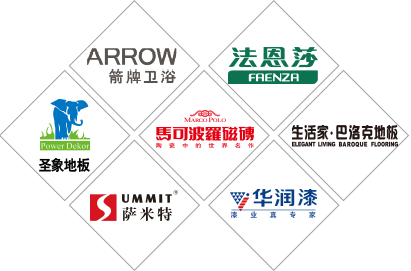 ARROW
箭牌卫浴
法恩莎
FAENZA
Power Dekor
圣象地板
MARCO POLO
馬可波羅磁磚
陶瓷中的世界名作
生活家·巴洛克地板
ELEGANT LIVING BAROQUE FLOORING
SUMMIT®
萨米特
华润漆
漆业真专家